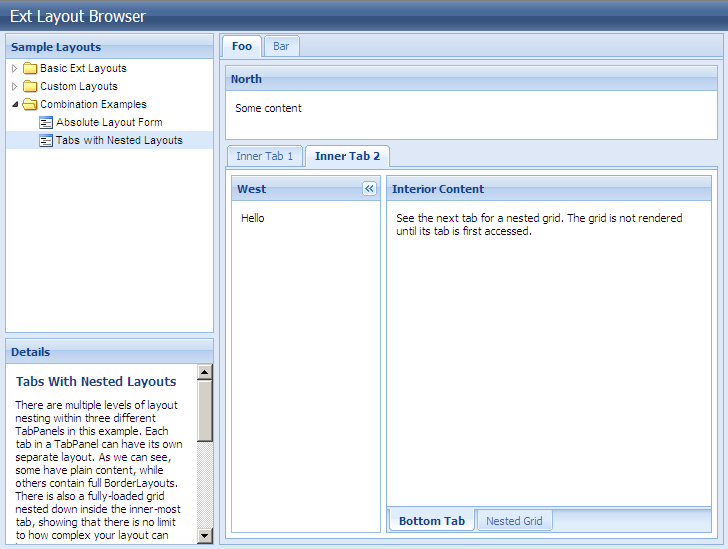 Ext Layout Browser
Sample Layouts
Basic Ext Layouts
Custom Layouts
Combination Examples
Absolute Layout Form
Tabs with Nested Layouts
Details
Tabs With Nested Layouts
There are multiple levels of layout
nesting within three different
TabPanels in this example. Each
tab in a TabPanel can have its own
separate layout. As we can see,
some have plain content, while
others contain full BorderLayouts.
There is also a fully-loaded grid
nested down inside the inner-most
tab, showing that there is no limit
to how complex your layout can
Foo Bar
North
Some content
Inner Tab 1 Inner Tab 2
West
Hello
Interior Content
See the next tab for a nested grid. The grid is not rendered
until its tab is first accessed.
Bottom Tab Nested Grid